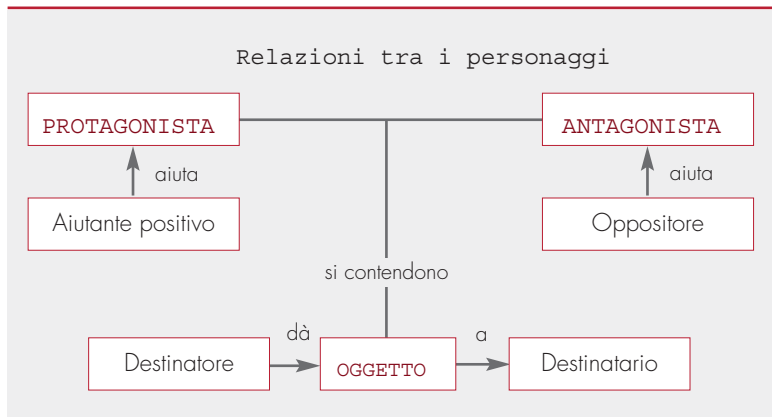 Relazioni tra i personaggi
PROTAGONISTA
ANTAGONISTA
aiuta
aiuta
Aiutante positivo
Oppositore
si contendono
dà
a
Destinatore
OGGETTO
Destinatario